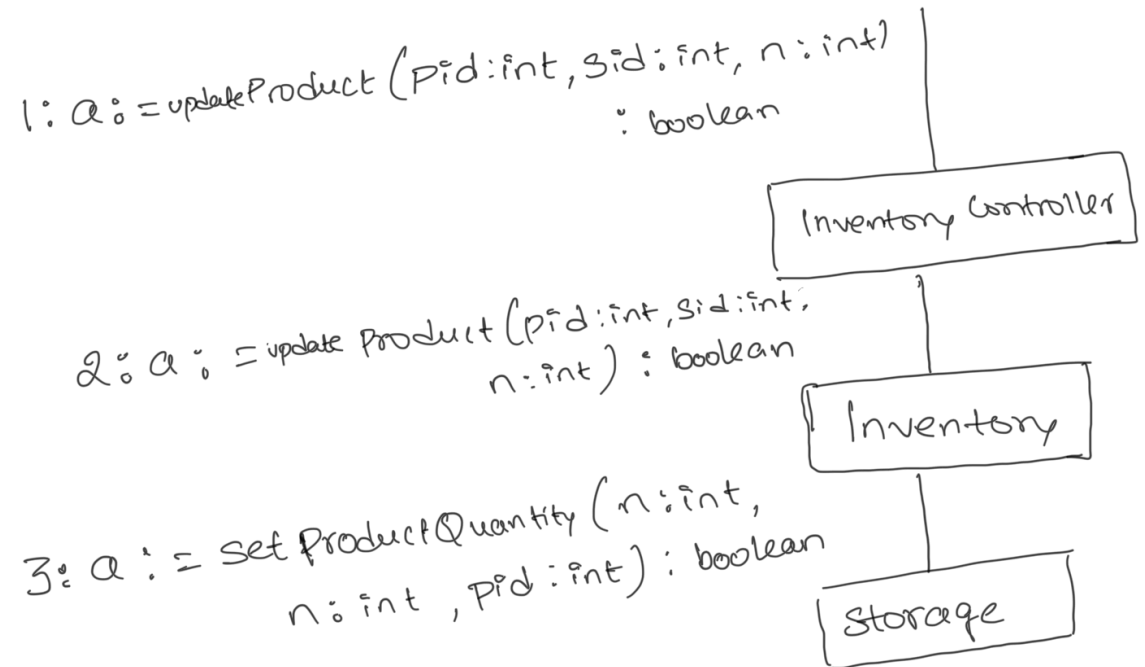 1: a := updateProduct (pid:int, sid:int, n:int)
: boolean
Inventory Controller
2: a := update Product (pid:int, sid:int,
n:int) : boolean
Inventory
3: a := set ProductQuantity (n:int,
n:int, pid:int) : boolean
Storage